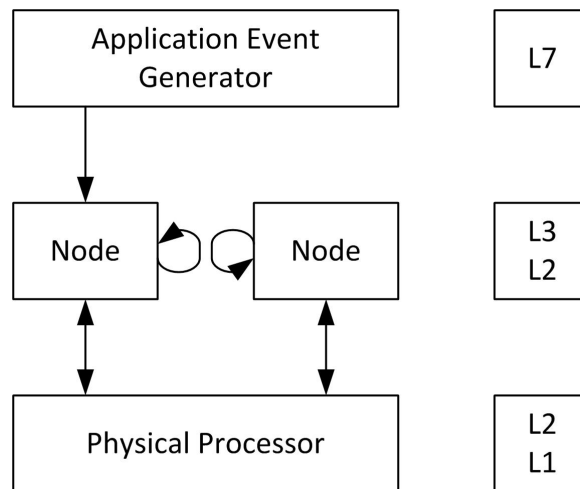 Application Event
Generator
L7
Node
Node
L3
L2
Physical Processor
L2
L1